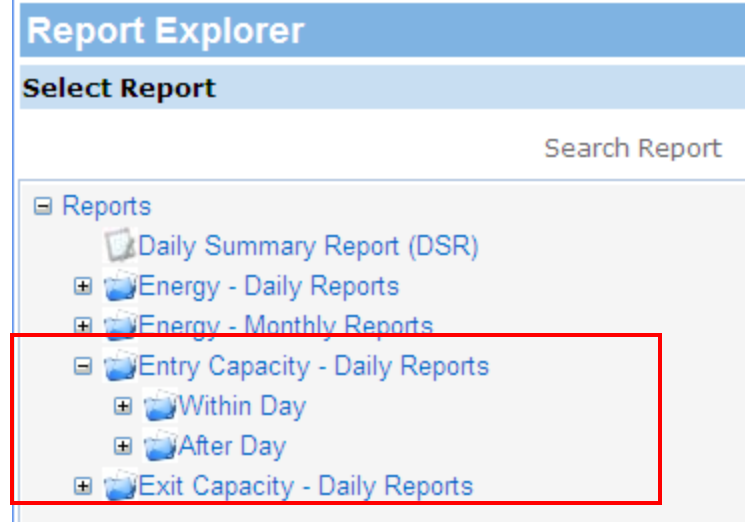 Report Explorer
Select Report
Search Report
Reports
Daily Summary Report (DSR)
Energy - Daily Reports
Energy - Monthly Reports
Entry Capacity - Daily Reports
Within Day
After Day
Exit Capacity - Daily Reports